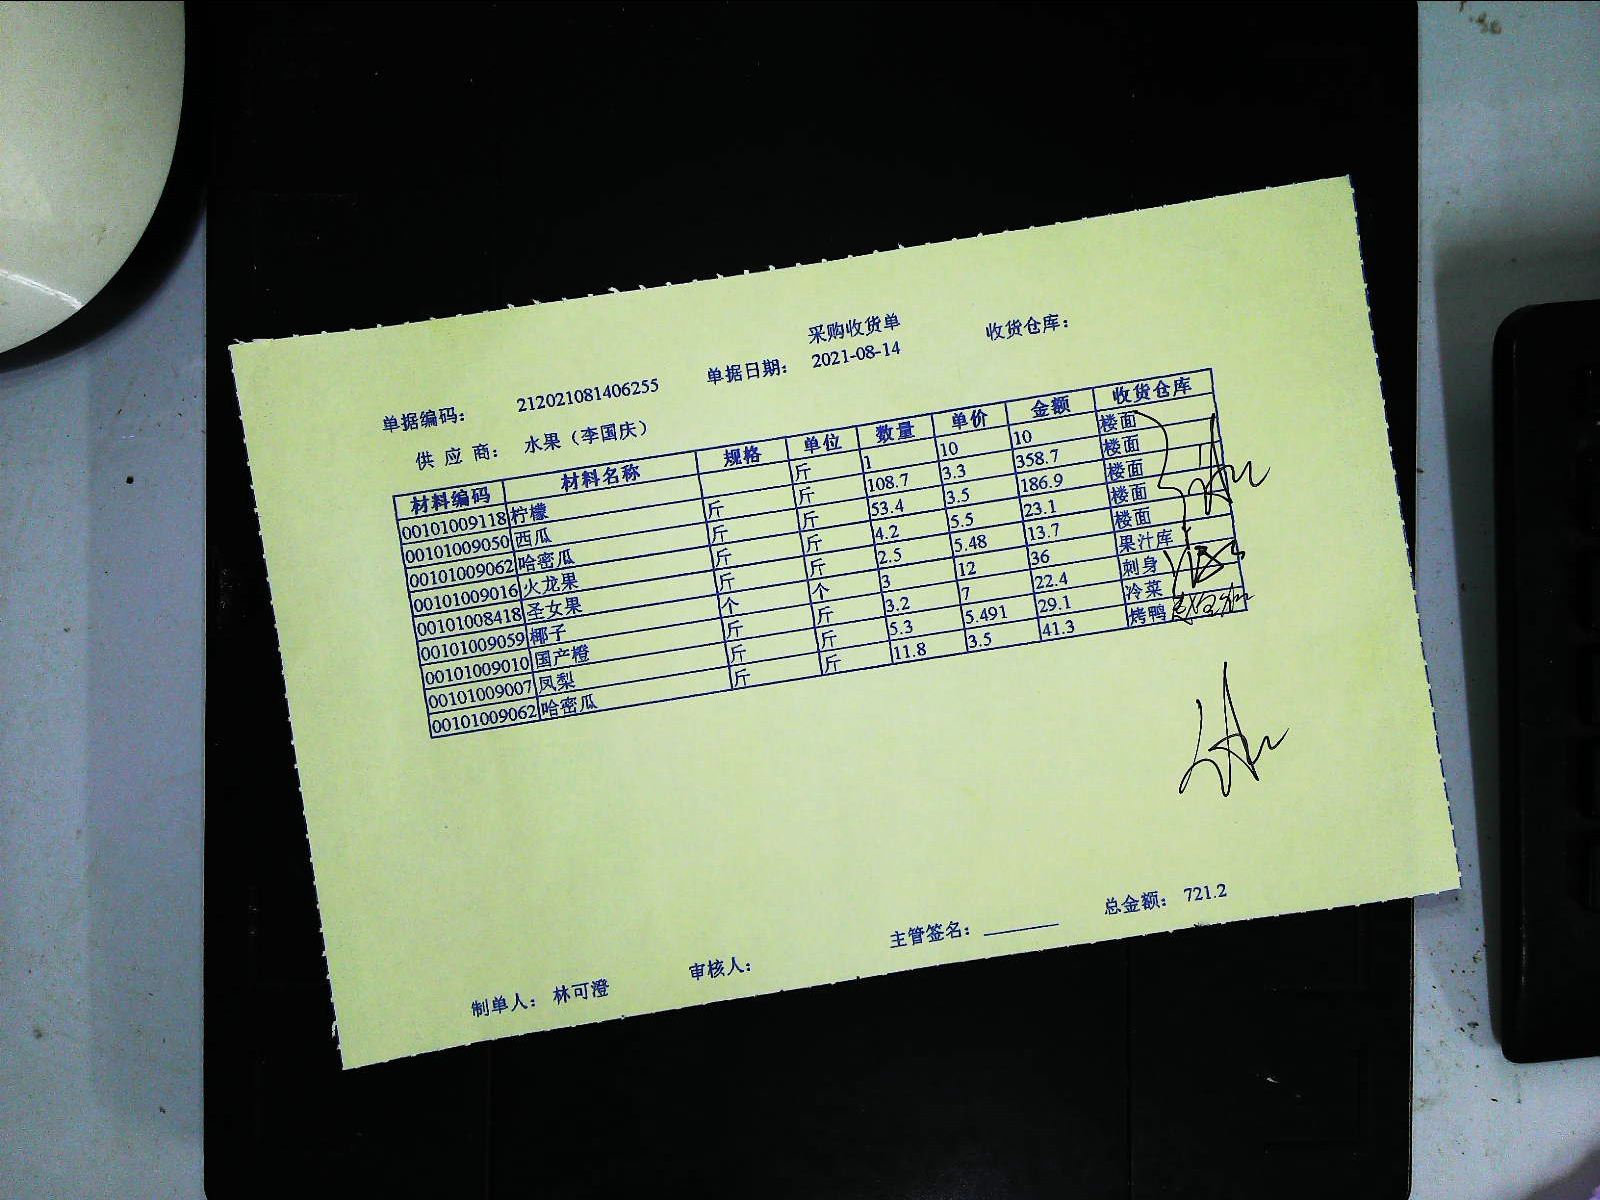 采购收货单
单据编码: 212021081406255 单据日期: 2021-08-14 收货仓库:
供 应 商: 水果（李国庆）
材料编码 材料名称 规格 单位 数量 单价 金额 收货仓库
00101009118 柠檬 斤 1 10 10 楼面
00101009050 西瓜 斤 斤 108.7 3.3 358.7 楼面
00101009062 哈密瓜 斤 斤 53.4 3.5 186.9 楼面
00101009016 火龙果 斤 斤 4.2 5.5 23.1 楼面
00101008418 圣女果 斤 斤 2.5 5.48 13.7 楼面
00101009059 椰子 个 个 3 12 36 果汁库
00101009010 国产橙 斤 斤 3.2 7 22.4 刺身
00101009007 凤梨 斤 斤 5.3 5.491 29.1 冷菜
00101009062 哈密瓜 斤 斤 11.8 3.5 41.3 烤鸭
制单人: 林可澄 审核人: 主管签名: 总金额: 721.2